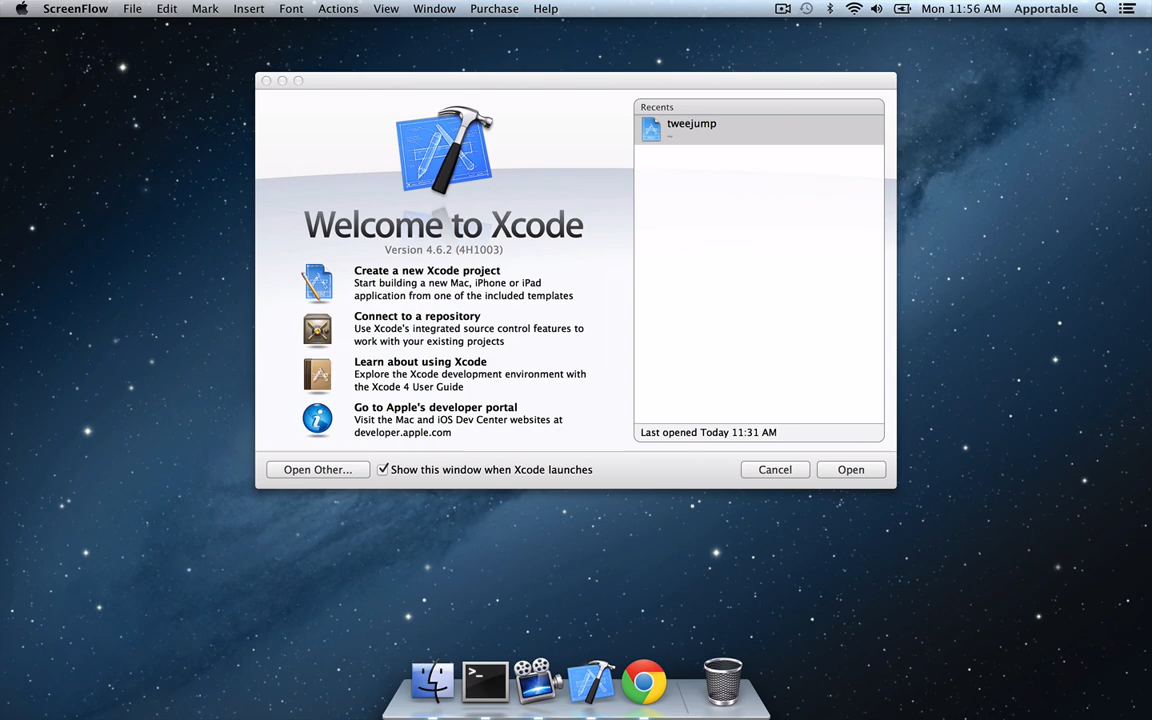 ScreenFlow File Edit Mark Insert Font Actions View Window Purchase Help Mon 11:56 AM Apportable
Welcome to Xcode
Version 4.6.2 (4H1003)
Create a new Xcode project
Start building a new Mac, iPhone or iPad
application from one of the included templates
Connect to a repository
Use Xcode's integrated source control features to
work with your existing projects
Learn about using Xcode
Explore the Xcode development environment with
the Xcode 4 User Guide
Go to Apple's developer portal
Visit the Mac and iOS Dev Center websites at
developer.apple.com
Recents
tweejump
~
Last opened Today 11:31 AM
Open Other...
Show this window when Xcode launches
Cancel
Open
>_